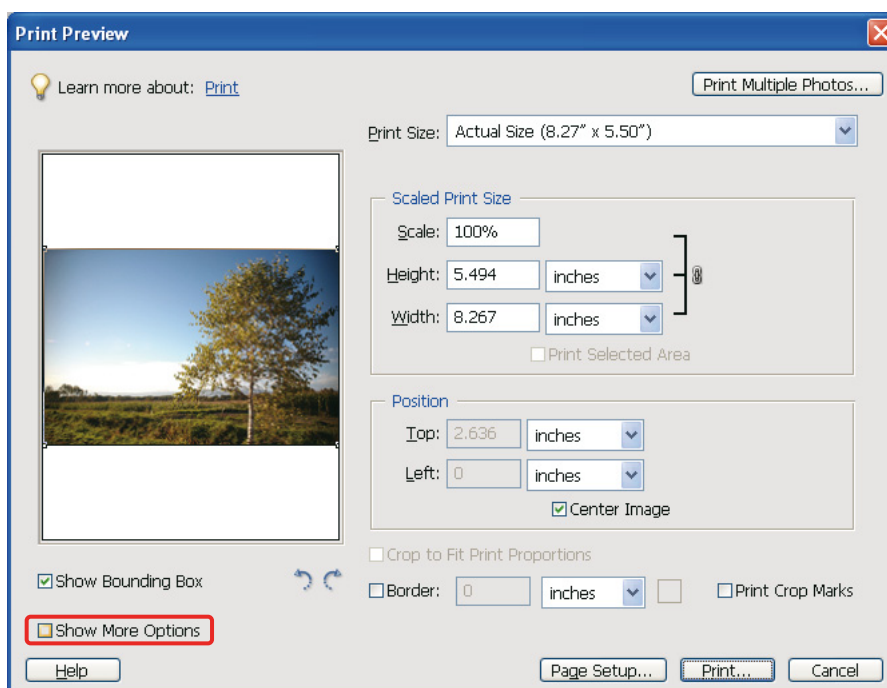 Print Preview
Learn more about: Print
Print Multiple Photos...
Print Size: Actual Size (8.27" x 5.50")
Scaled Print Size
Scale: 100%
Height: 5.494 inches
Width: 8.267 inches
Print Selected Area
Position
Top: 2.636 inches
Left: 0 inches
Center Image
Crop to Fit Print Proportions
Show Bounding Box
Border: 0 inches Print Crop Marks
Show More Options
Help Page Setup... Print... Cancel